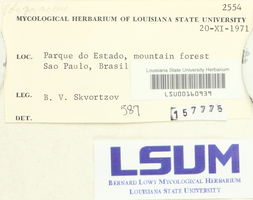 2554
MYCOLOGICAL HERBARIUM OF LOUISIANA STATE UNIVERSITY
20-XI-1971
LOC. Parque do Estado, mountain forest
Sao Paulo, Brasil
Louisiana State University Herbarium
LSU00160939
LEG. B. V. Skvortzov
587
157775
DET.
LSUM
BERNARD LOWY MYCOLOGICAL HERBARIUM
LOUISIANA STATE UNIVERSITY